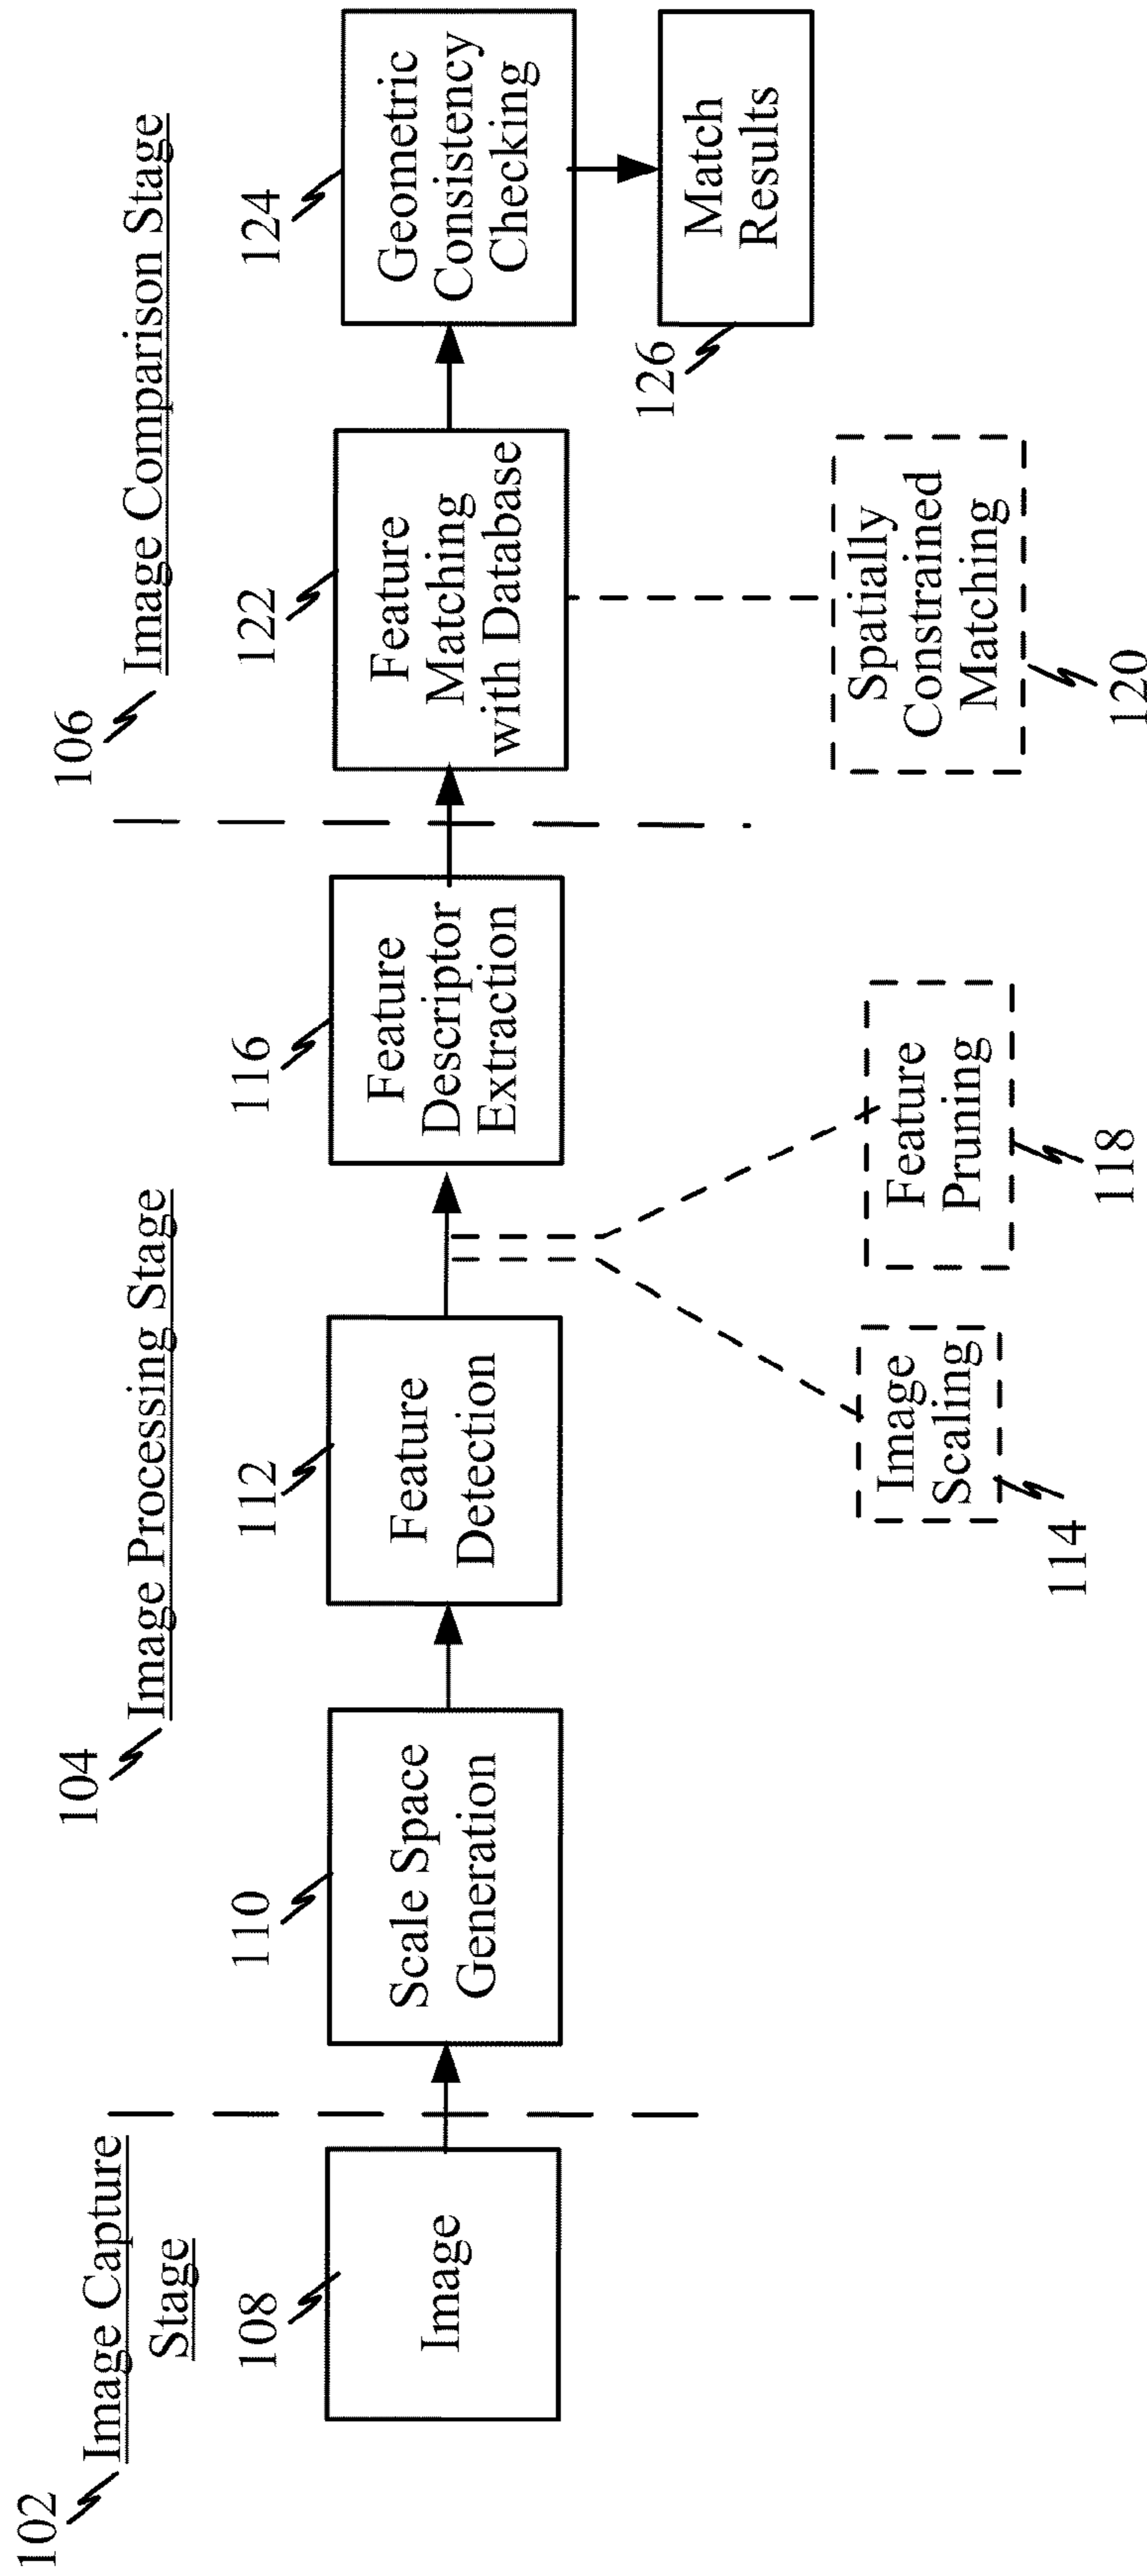 102
Image Capture
Stage
104
Image Processing Stage
106
Image Comparison Stage
108
Image
110
Scale Space
Generation
112
Feature
Detection
116
Feature
Descriptor
Extraction
122
Feature
Matching
with Database
124
Geometric
Consistency
Checking
126
Match
Results
Image
Scaling
114
Feature
Pruning
118
Spatially
Constrained
Matching
120